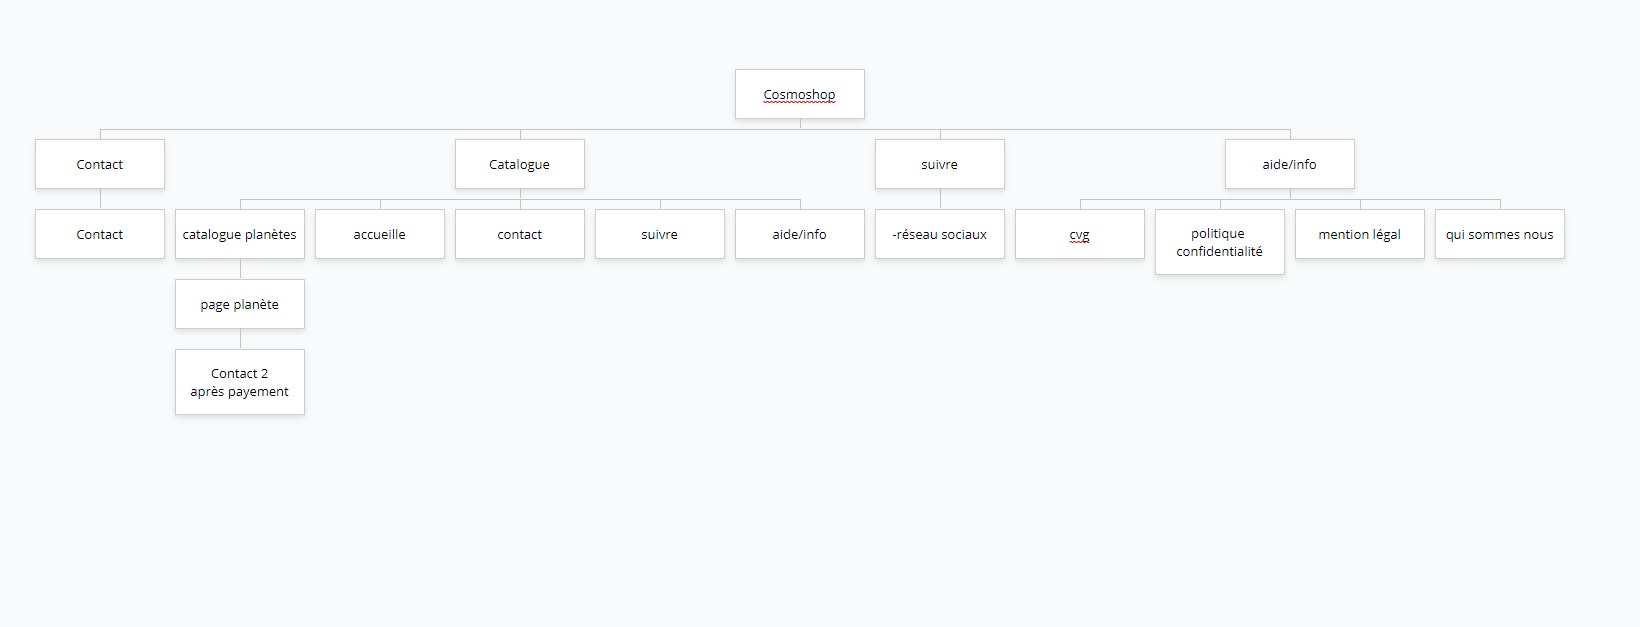 Cosmoshop
Contact
Catalogue
suivre
aide/info
Contact
catalogue planètes
accueille
contact
suivre
aide/info
-réseau sociaux
cvg
politique
confidentialité
mention légal
qui sommes nous
page planète
Contact 2
après payement